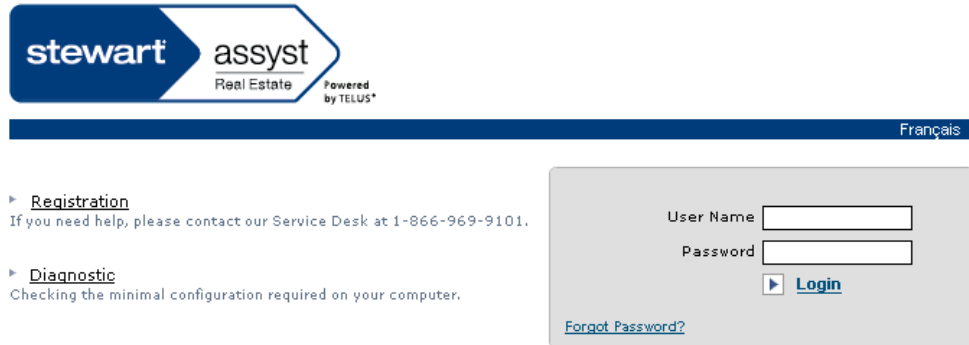 stewart
assyst
Real Estate
Powered
by TELUS*
Français
Registration
If you need help, please contact our Service Desk at 1-866-969-9101.
Diagnostic
Checking the minimal configuration required on your computer.
User Name
Password
Login
Forgot Password?